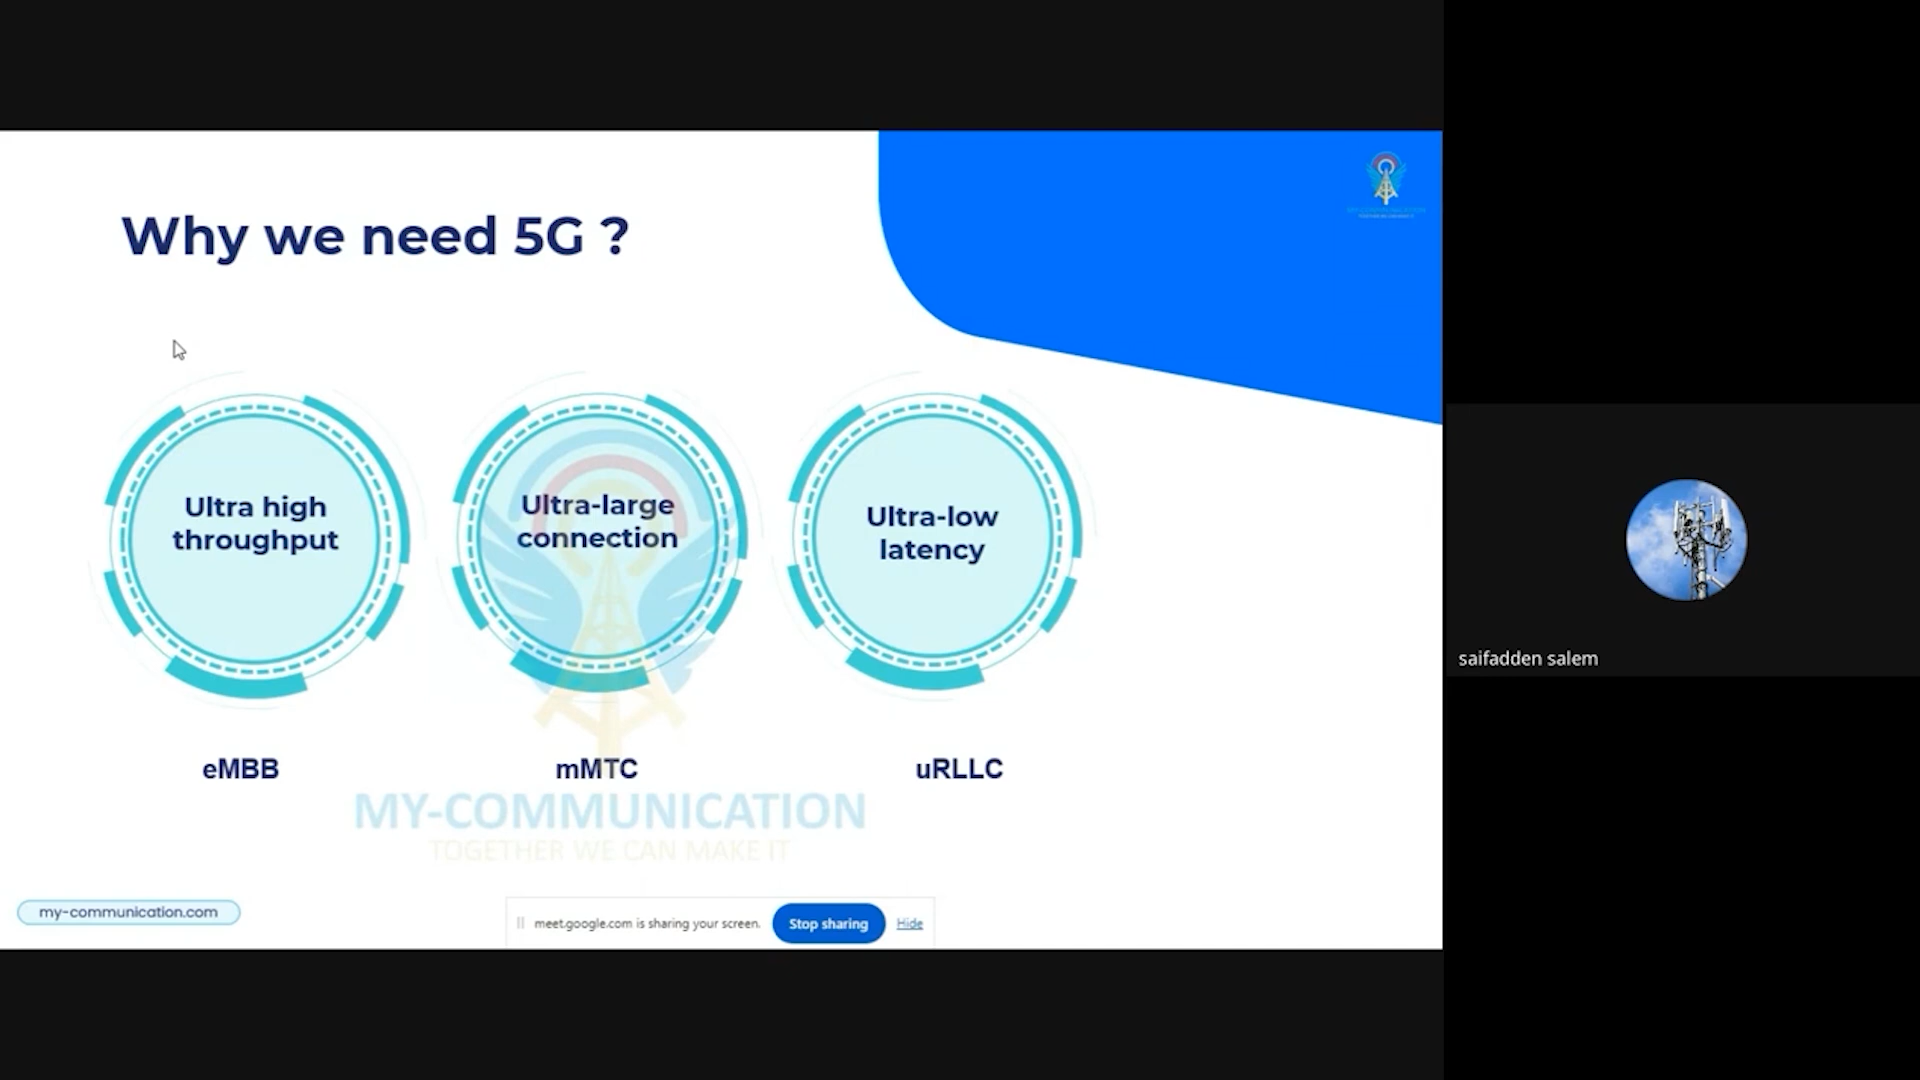 Why we need 5G ?
Ultra high
throughput
Ultra-large
connection
Ultra-low
latency
eMBB
mMTC
uRLLC
MY-COMMUNICATION
TOGETHER WE CAN MAKE IT
my-communication.com
meet.google.com is sharing your screen.
Stop sharing
Hide
MY-COMMUNICATION
saifadden salem